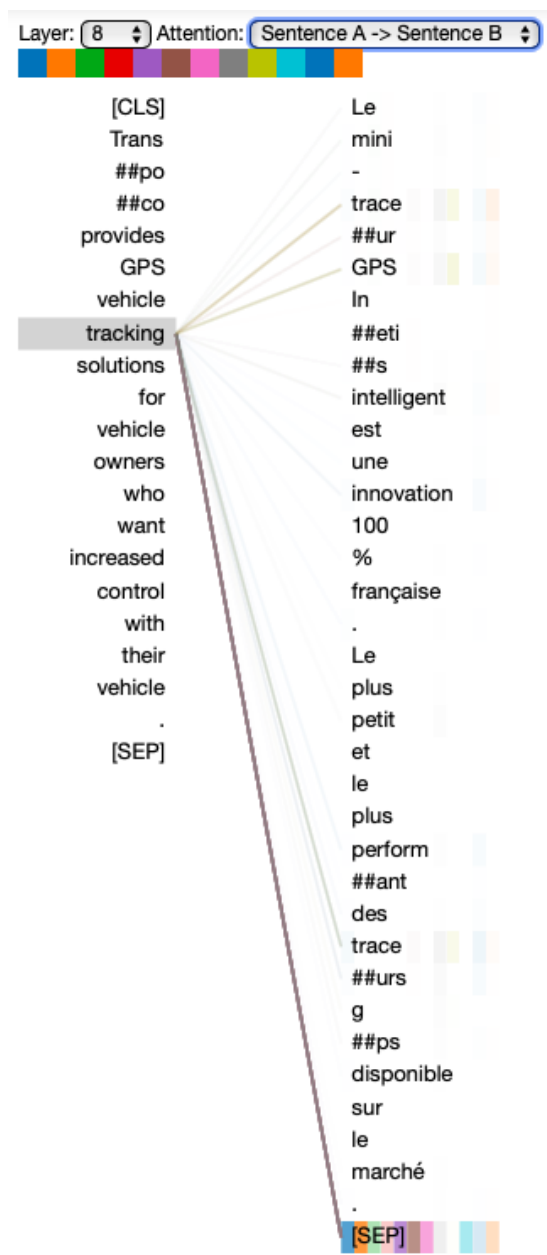 Layer: 8 Attention: Sentence A -> Sentence B
[CLS] Le
Trans mini
##po -
##co trace
provides ##ur
GPS GPS
vehicle In
tracking ##eti
solutions ##s
for intelligent
vehicle est
owners une
who innovation
want 100
increased %
control française
with .
their Le
vehicle plus
. petit
[SEP] et
le
plus
perform
##ant
des
trace
##urs
g
##ps
disponible
sur
le
marché
.
[SEP]